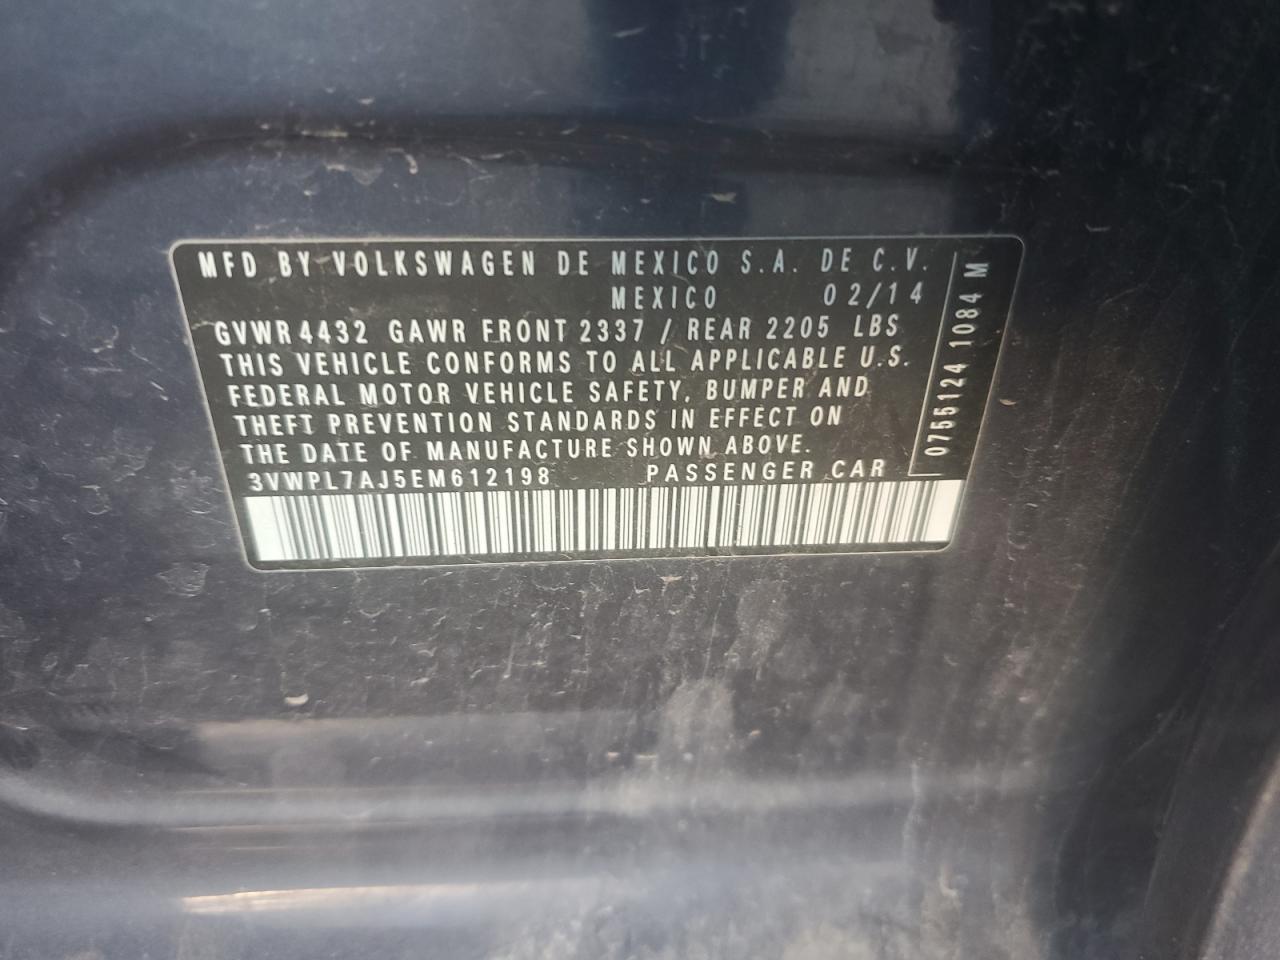 MFD BY VOLKSWAGEN DE MEXICO S.A. DE C.V.
MEXICO 02/14
GVWR 4432 GAWR FRONT 2337 / REAR 2205 LBS
THIS VEHICLE CONFORMS TO ALL APPLICABLE U.S.
FEDERAL MOTOR VEHICLE SAFETY, BUMPER AND
THEFT PREVENTION STANDARDS IN EFFECT ON
THE DATE OF MANUFACTURE SHOWN ABOVE.
3VWPL7AJ5EM612198 PASSENGER CAR
0755124 1084 M